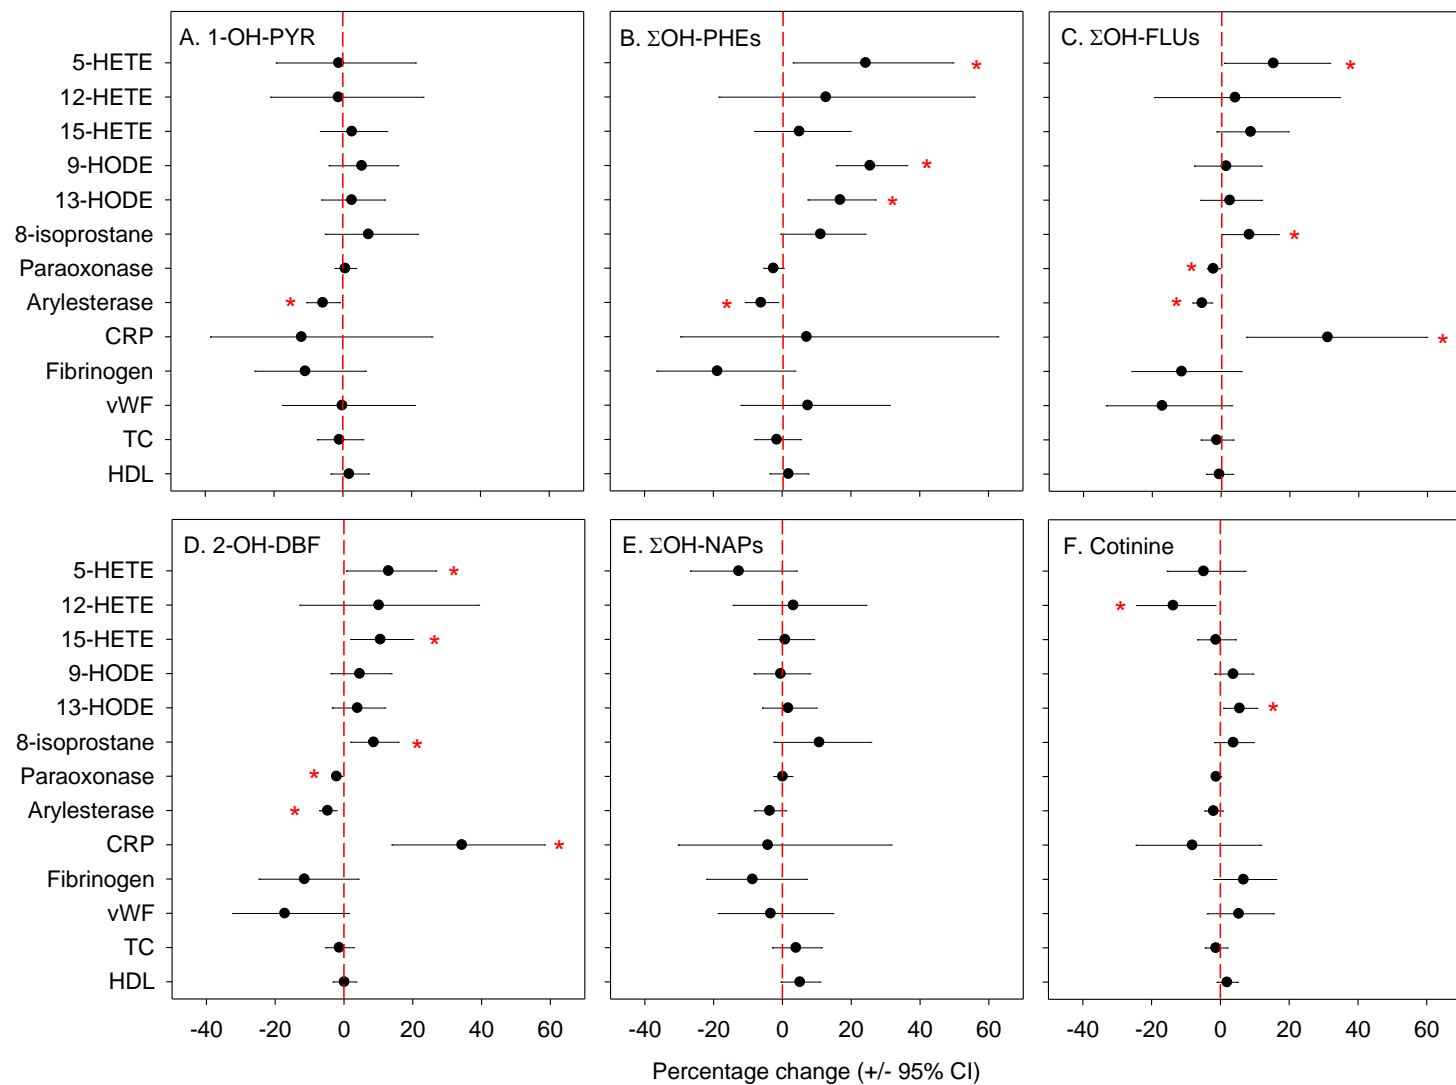 A. 1-OH-PYR
B. ΣOH-PHEs
C. ΣOH-FLUs
5-HETE
*
*
12-HETE
15-HETE
9-HODE
*
13-HODE
*
8-isoprostane
*
Paraoxonase
*
Arylesterase
*
*
*
CRP
*
Fibrinogen
vWF
TC
HDL
D. 2-OH-DBF
E. ΣOH-NAPs
F. Cotinine
5-HETE
*
12-HETE
*
15-HETE
*
9-HODE
13-HODE
*
8-isoprostane
*
Paraoxonase
*
Arylesterase
*
CRP
*
Fibrinogen
vWF
TC
HDL
-40 -20 0 20 40 60
-40 -20 0 20 40 60
-40 -20 0 20 40 60
Percentage change (+/- 95% CI)